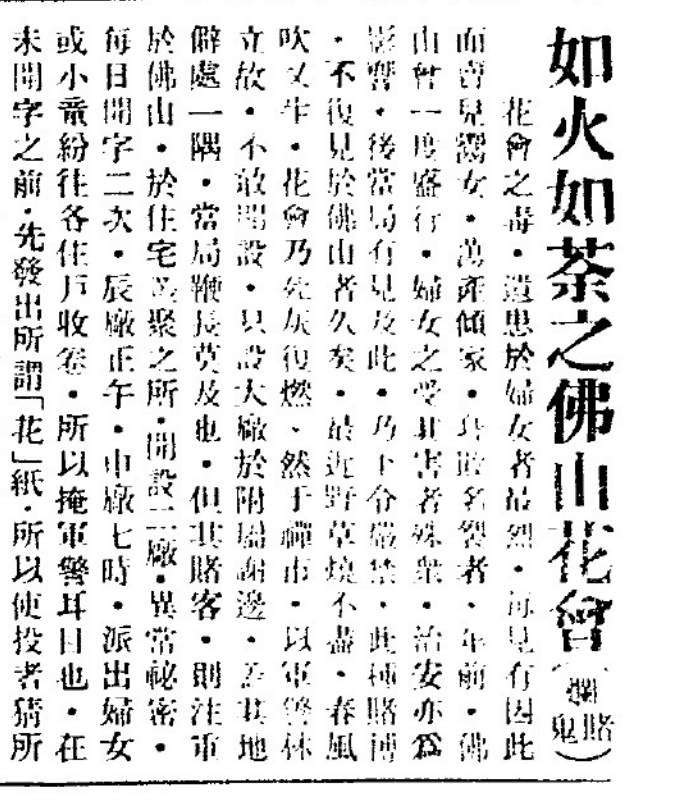 如火如荼之佛山花會（爛賭鬼）
花會之毒・遺患於婦女者最烈・每見有因此
而賣兒鬻女・蕩產傾家・身敗名裂者・年前・佛
山會一度盛行・婦女之受其害者殊衆・治安亦爲
影響・後當局有見及此・乃下令嚴禁・此種賭博
・不復見於佛山者久矣・最近野草燒不盡・春風
吹又生・花會乃死灰復燃・然于禪市・以軍警林
立故・不敢開設・只設大廠於附屬謝邊・蓋其地
僻處一隅・當局鞭長莫及也・但其賭客・則注重
於佛山・於住宅叢聚之所・開設二廠・異常祕密・
每日開字二次・辰廠正午・申廠七時・派出婦女
或小童紛往各住戶收卷・所以掩軍警耳目也・在
未開字之前・先發出所謂「花」紙・所以使投者猜所